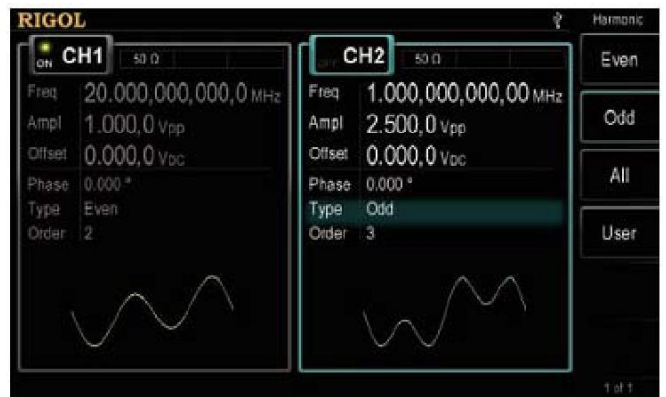 RIGOL
Harmonic
ON CH1 50 Ω
Freq 20.000,000,000,0 MHz
Ampl 1.000,0 Vpp
Offset 0.000,0 VDC
Phase 0.000 °
Type Even
Order 2
OFF CH2 50 Ω
Freq 1.000,000,000,00 MHz
Ampl 2.500,0 Vpp
Offset 0.000,0 VDC
Phase 0.000 °
Type Odd
Order 3
Even
Odd
All
User
1 of 1